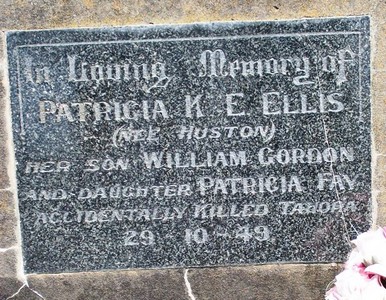 In Loving Memory of
PATRICIA K E ELLIS
(NEE HUSTON)
HER SON WILLIAM GORDON
AND DAUGHTER PATRICIA FAY
ACCIDENTALLY KILLED TAHORA
29 10 -49